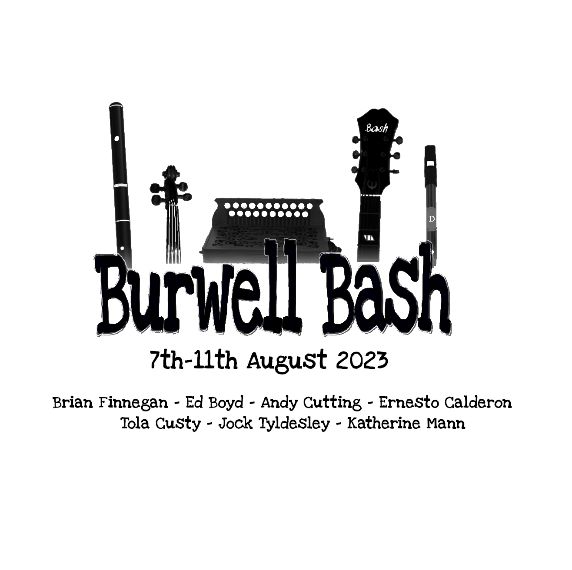 Bash
D
Burwell Bash
7th-11th August 2023
Brian Finnegan - Ed Boyd - Andy Cutting - Ernesto Calderon
Tola Custy - Jock Tyldesley - Katherine Mann